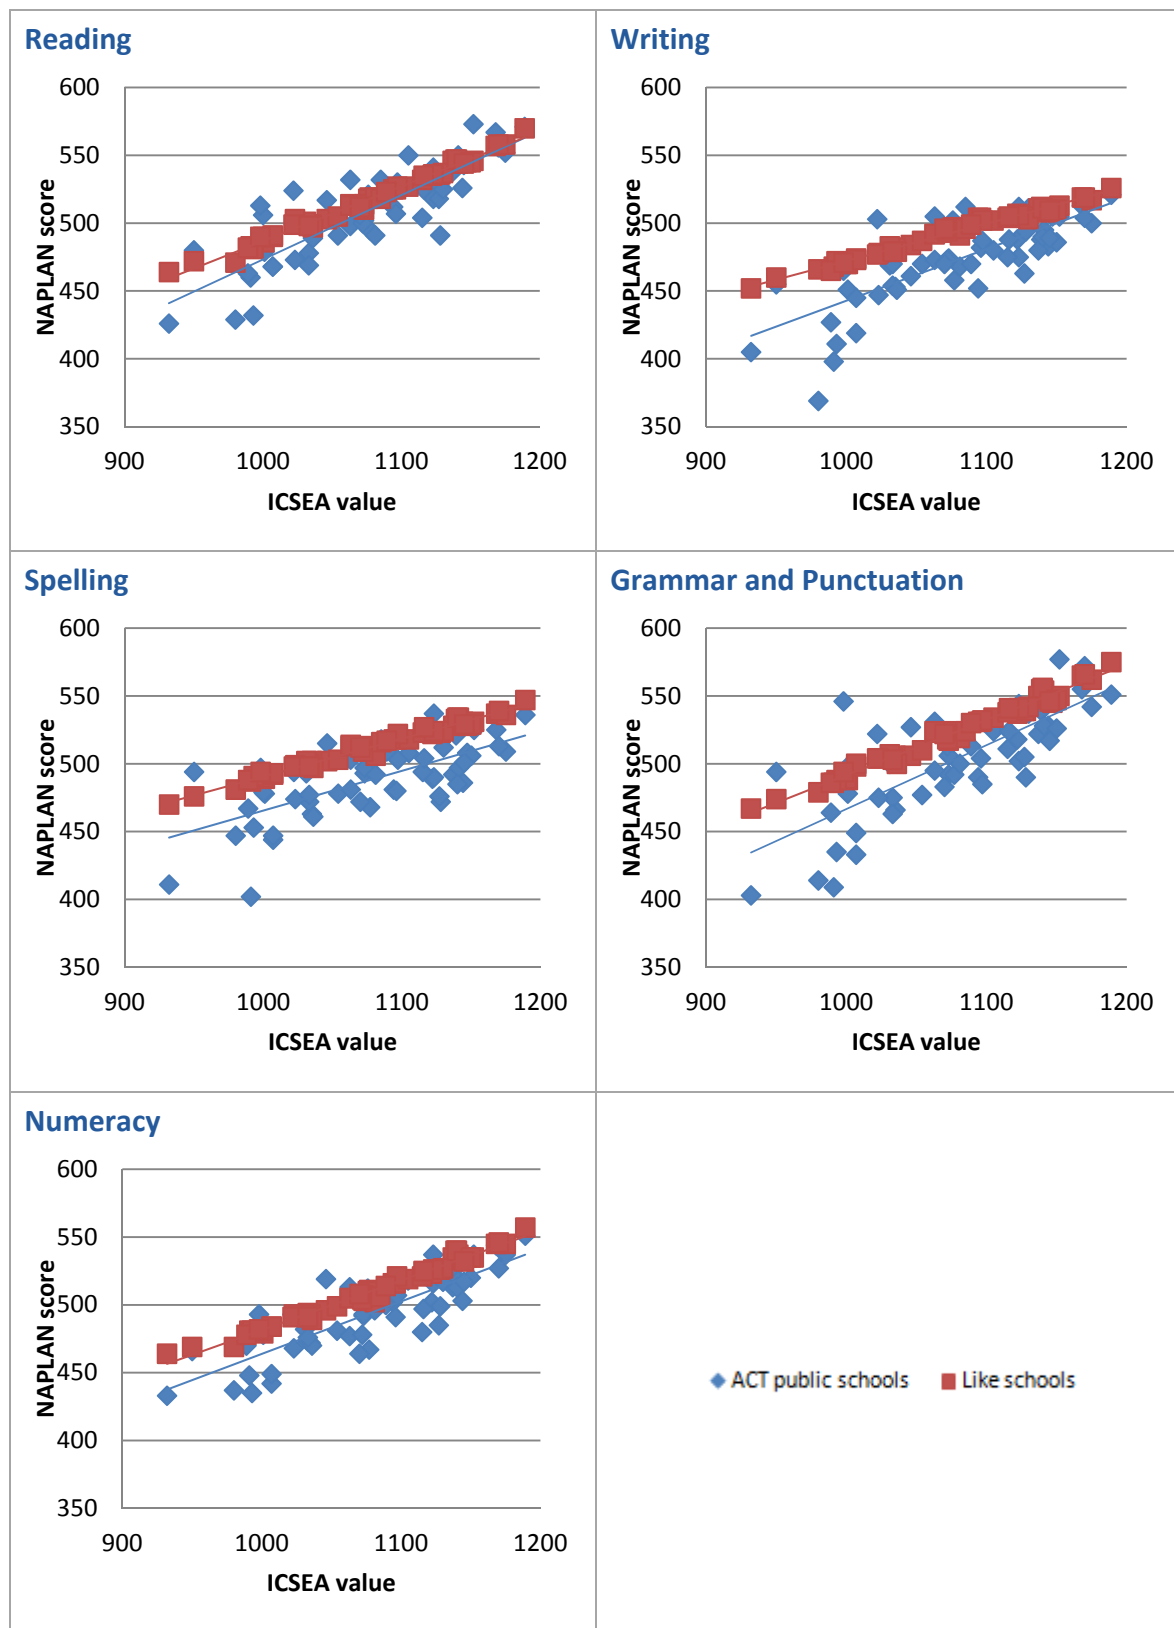 Reading
600
550
500
450
400
350
900 1000 1100 1200
NAPLAN score
ICSEA value
Writing
600
550
500
450
400
350
900 1000 1100 1200
NAPLAN score
ICSEA value
Spelling
600
550
500
450
400
350
900 1000 1100 1200
NAPLAN score
ICSEA value
Grammar and Punctuation
600
550
500
450
400
350
900 1000 1100 1200
NAPLAN score
ICSEA value
Numeracy
600
550
500
450
400
350
900 1000 1100 1200
NAPLAN score
ICSEA value
ACT public schools Like schools